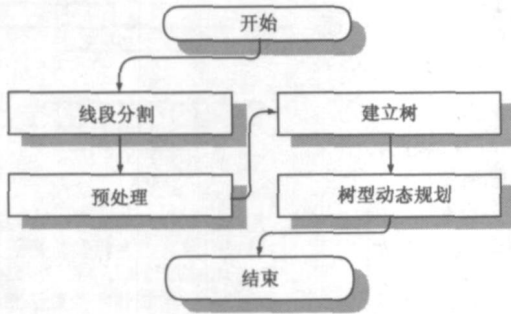 开始
线段分割
预处理
建立树
树型动态规划
结束